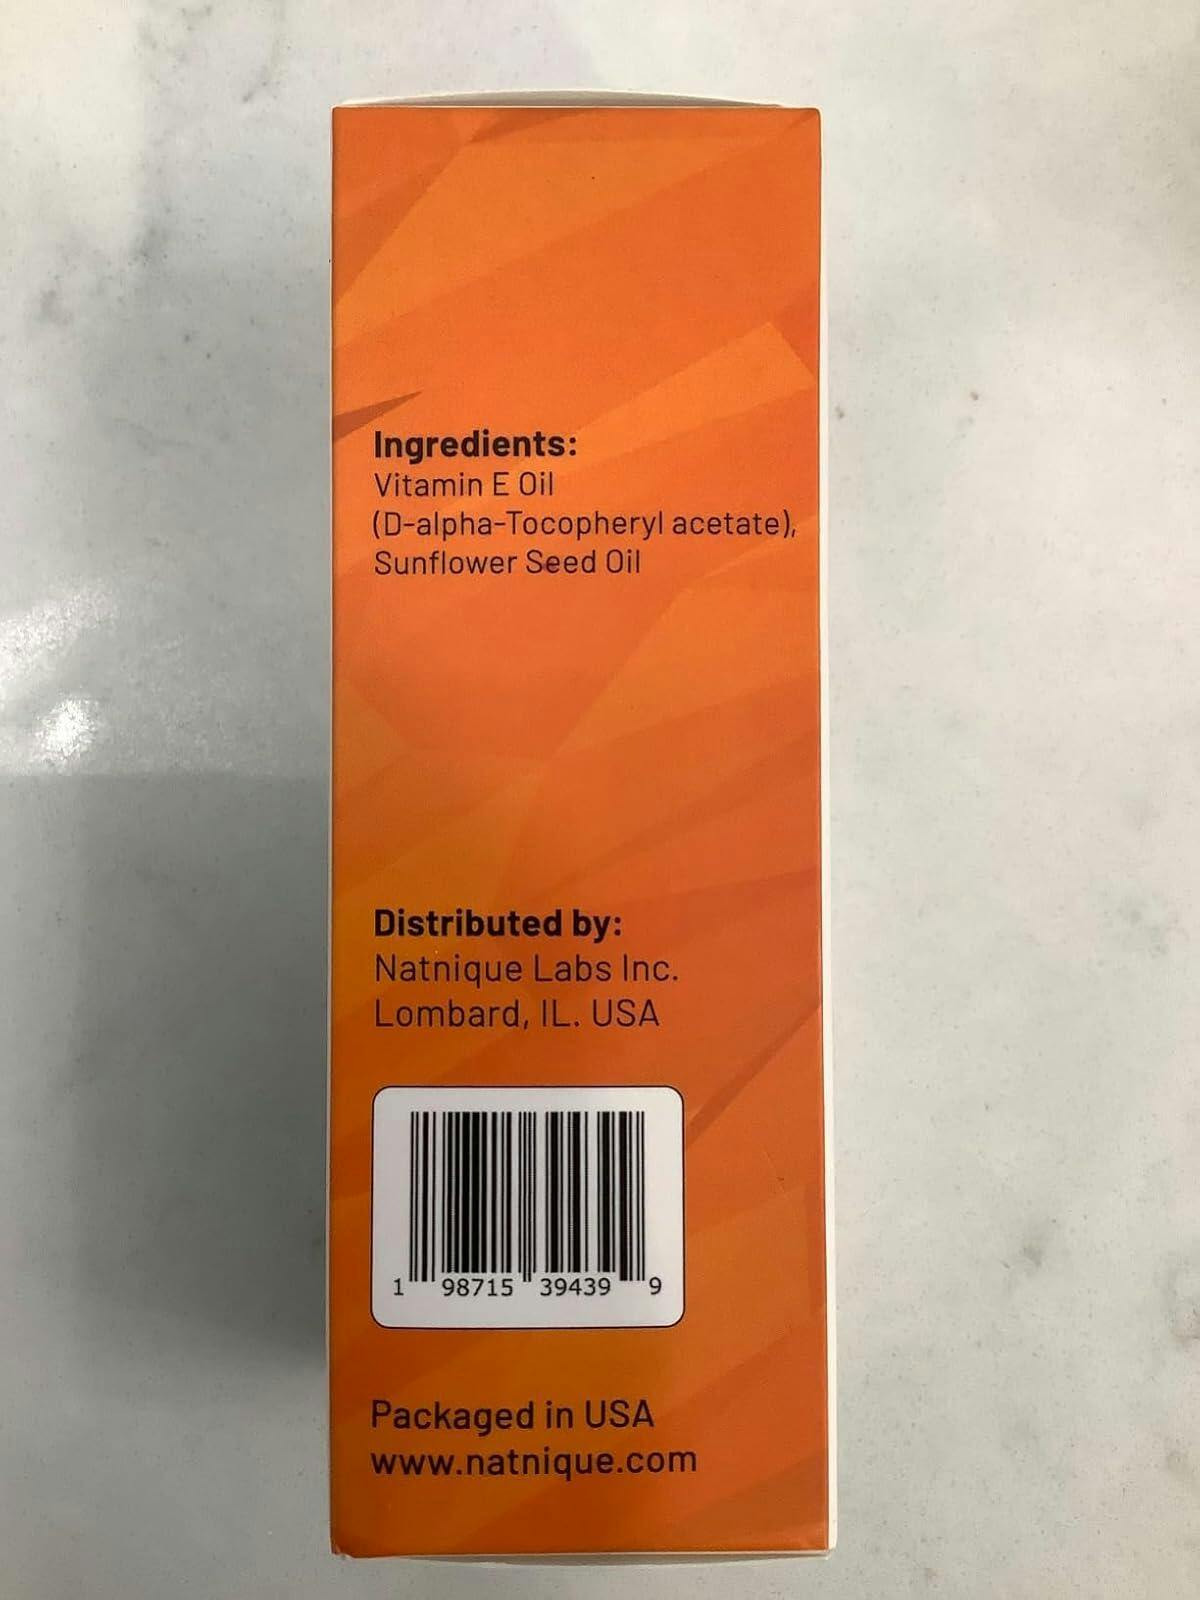 Ingredients:
Vitamin E Oil
(D-alpha-Tocopheryl acetate),
Sunflower Seed Oil
Distributed by:
Natnique Labs Inc.
Lombard, IL. USA
1 98715 39439 9
Packaged in USA
www.natnique.com